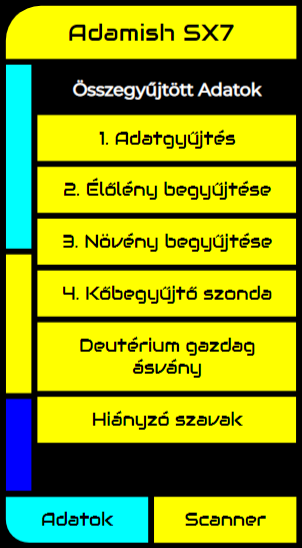 Adamish SX7
Összegyűjtött Adatok
1. Adatgyűjtés
2. Élőlény begyűjtése
3. Növény begyűjtése
4. Kőbegyűjtő szonda
Deutérium gazdag
ásvány
Hiányzó szavak
Adatok
Scanner